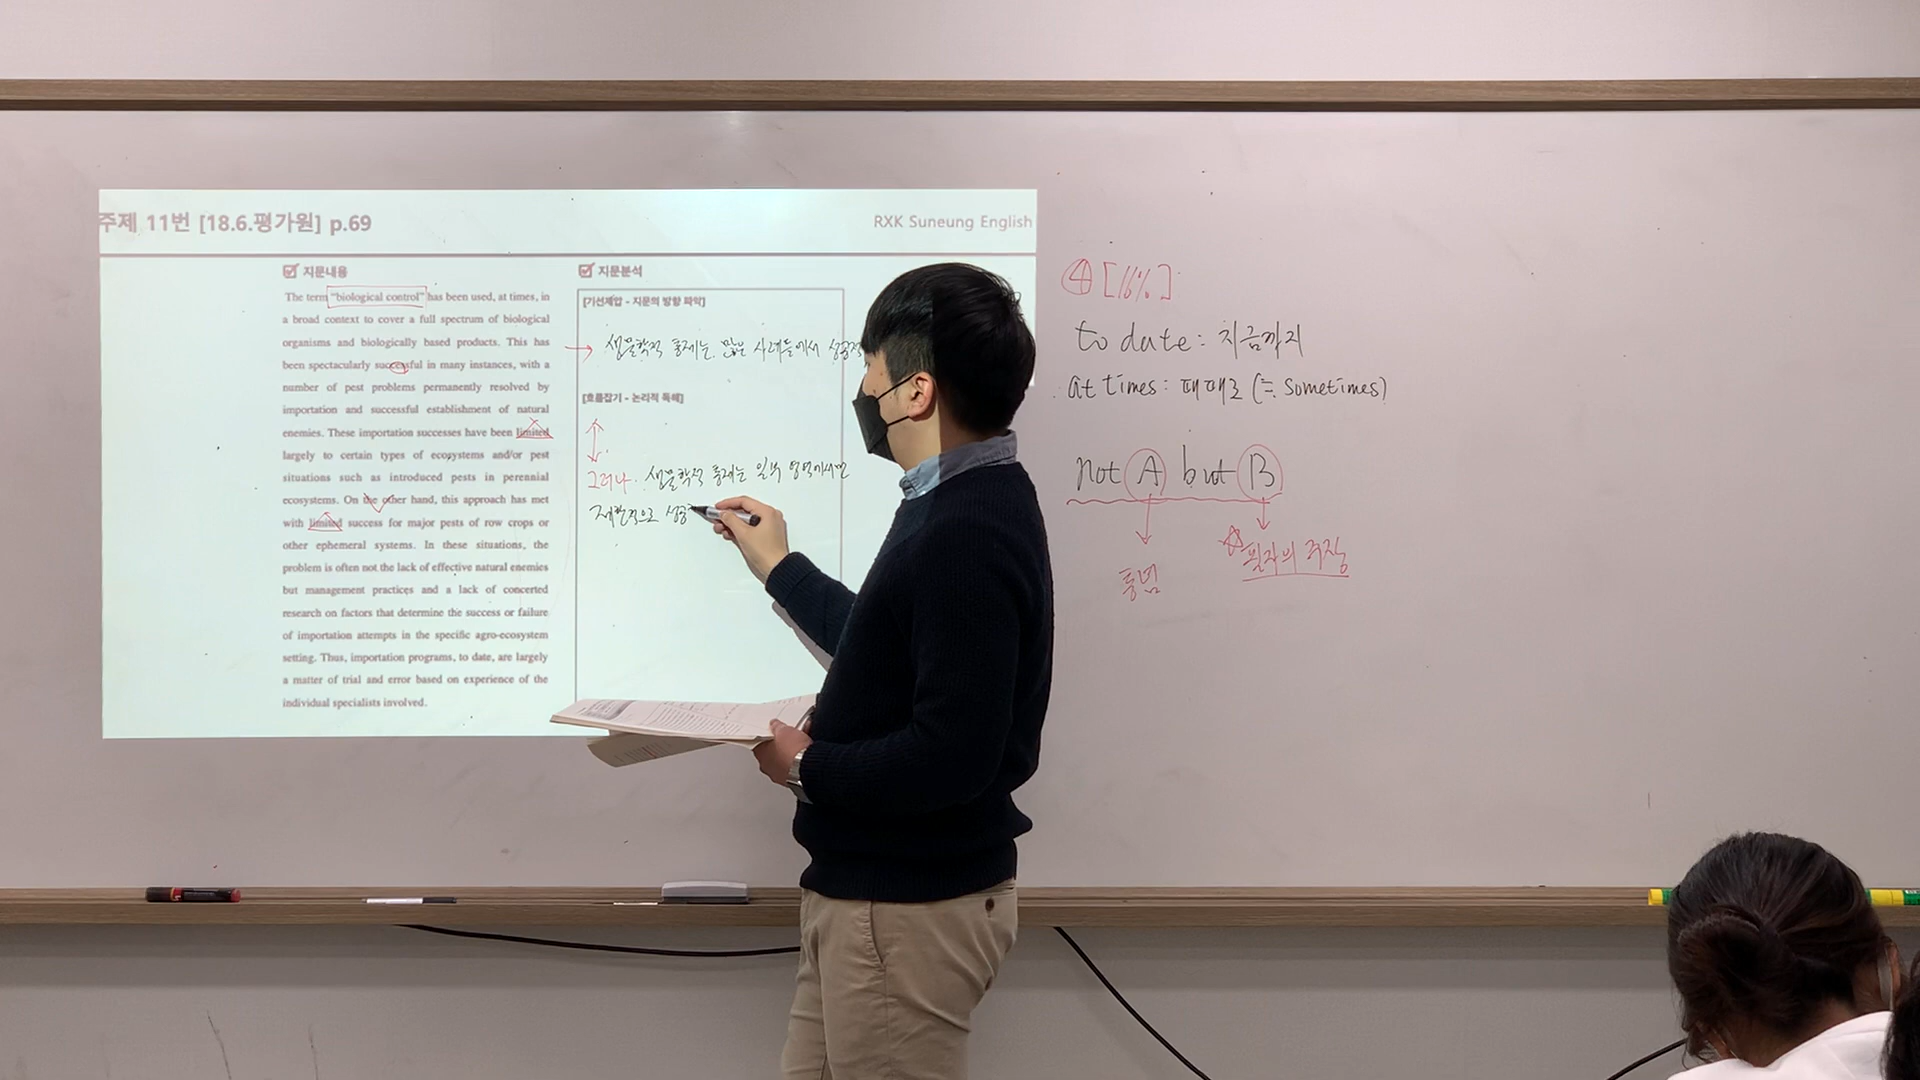 주제 11번 [18.6.평가원] p.69
RXK Suneung English
지문내용
The term "biological control" has been used, at times, in
a broad context to cover a full spectrum of biological
organisms and biologically based products. This has
been spectacularly successful in many instances, with a
number of pest problems permanently resolved by
importation and successful establishment of natural
enemies. These importation successes have been limited
largely to certain types of ecosystems and/or pest
situations such as introduced pests in perennial
ecosystems. On the other hand, this approach has met
with limited success for major pests of row crops or
other ephemeral systems. In these situations, the
problem is often not the lack of effective natural enemies
but management practices and a lack of concerted
research on factors that determine the success or failure
of importation attempts in the specific agro-ecosystem
setting. Thus, importation programs, to date, are largely
a matter of trial and error based on experience of the
individual specialists involved.
지문분석
[기선제압 - 지문의 방향 파악]
생물학적 통제는 많은 사례들에서 성공적
[흐름잡기 - 논리적 독해]
그러나. 생물학적 통제는 일부 영역에서만
제한적으로 성공
④ [16%]
to date : 지금까지
at times : 때때로 (≒ sometimes)
not A but B
통념
☆필자의 주장